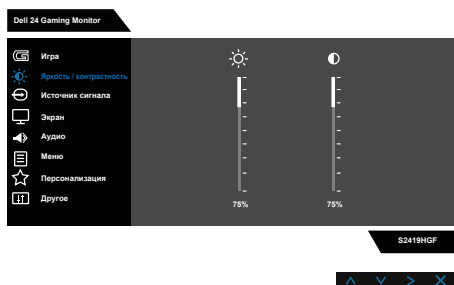 Dell 24 Gaming Monitor
Игра
Яркость / контрастность
Источник сигнала
Экран
Аудио
Меню
Персонализация
Другое
75% 75%
S2419HGF